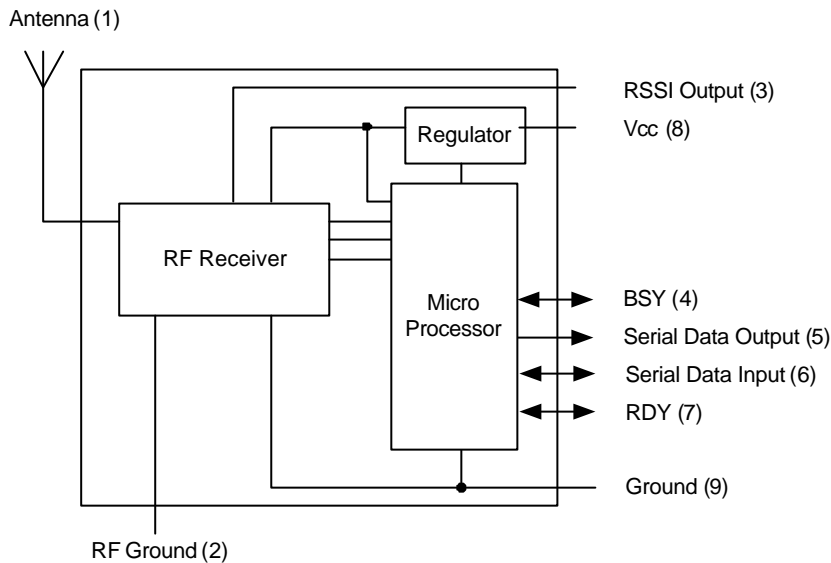 Antenna (1)
RSSI Output (3)
Regulator
Vcc (8)
RF Receiver
Micro
Processor
BSY (4)
Serial Data Output (5)
Serial Data Input (6)
RDY (7)
Ground (9)
RF Ground (2)